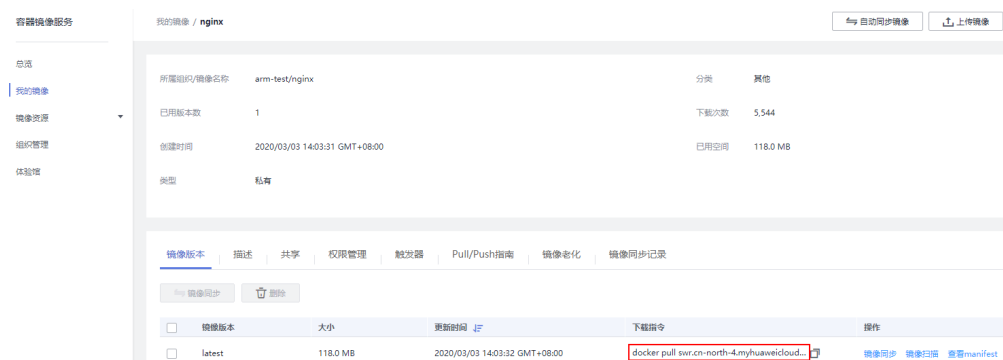 容器镜像服务
我的镜像 / nginx
自动同步镜像
上传镜像
总览
我的镜像
镜像资源
组织管理
体验馆
所属组织/镜像名称 arm-test/nginx 分类 其他
已用版本数 1 下载次数 5,544
创建时间 2020/03/03 14:03:31 GMT+08:00 已用空间 118.0 MB
类型 私有
镜像版本 描述 共享 权限管理 触发器 Pull/Push指南 镜像老化 镜像同步记录
镜像同步 删除
镜像版本 大小 更新时间 下载指令 操作
latest 118.0 MB 2020/03/03 14:03:32 GMT+08:00 docker pull swr.cn-north-4.myhuaweicloud... 镜像同步 镜像扫描 查看manifest